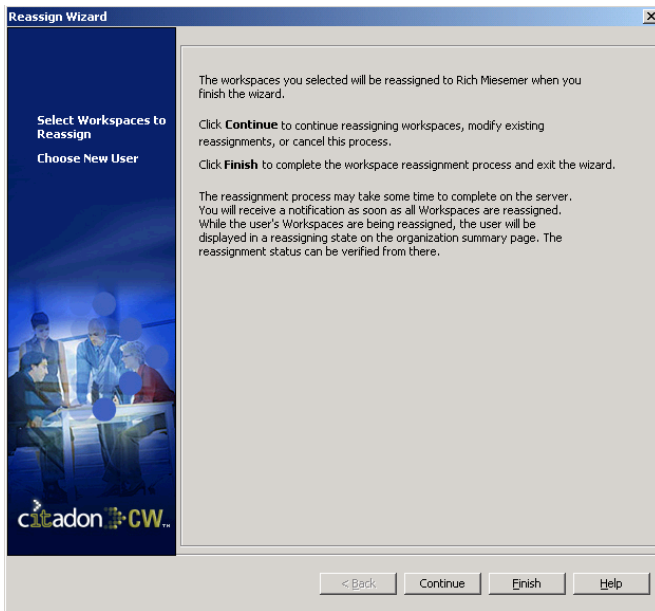 Reassign Wizard
Select Workspaces to
Reassign
Choose New User
The workspaces you selected will be reassigned to Rich Miesemer when you
finish the wizard.
Click Continue to continue reassigning workspaces, modify existing
reassignments, or cancel this process.
Click Finish to complete the workspace reassignment process and exit the wizard.
The reassignment process may take some time to complete on the server.
You will receive a notification as soon as all Workspaces are reassigned.
While the user's Workspaces are being reassigned, the user will be
displayed in a reassigning state on the organization summary page. The
reassignment status can be verified from there.
citadon CW™
< Back Continue Finish Help